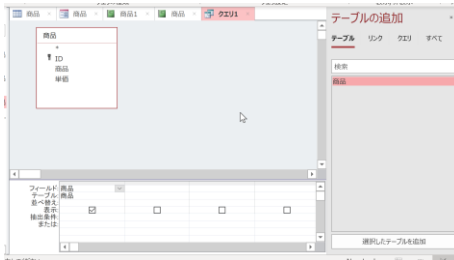 商品
商品
商品1
商品
クエリ1
テーブルの追加
テーブル リンク クエリ すべて
検索
商品
商品
*
ID
商品
単価
フィールド: 商品
テーブル: 商品
並べ替え:
表示:
抽出条件:
または:
選択したテーブルを追加